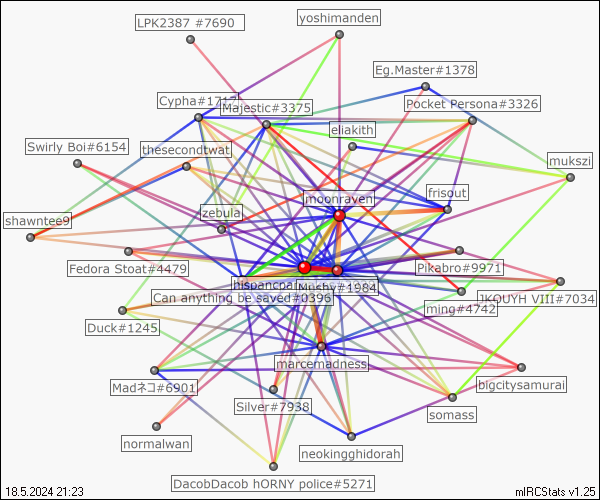 LPK2387 #7690
yoshimanden
Eg.Master#1378
Cypha#1717
Majestic#3375
Pocket Persona#3326
eliakith
Swirly Boi#6154
thesecondtwat
mukszi
moonraven
frisout
zebula
shawntee9
Fedora Stoat#4479
Pikabro#9971
hispancpa
Mushy#1984
JKOUYH VIII#7034
Can anything be saved#0396
ming#4742
Duck#1245
marcemadness
Madネコ#6901
bigcitysamurai
Silver#7938
somass
normalwan
neokingghidorah
DacobDacob hORNY police#5271
18.5.2024 21:23
mIRCStats v1.25